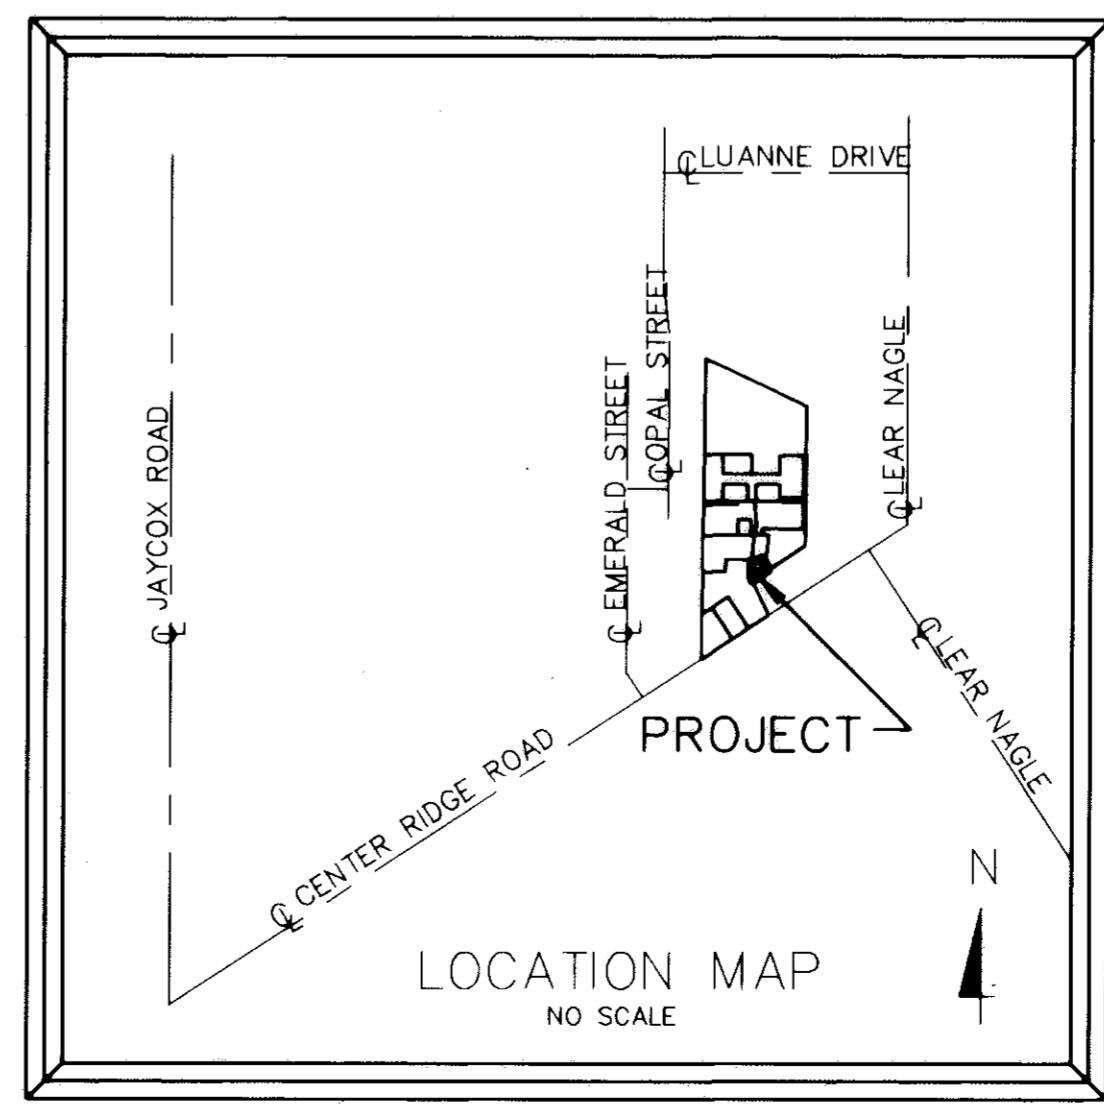 ℄ LUANNE DRIVE
℄ OPAL STREET
℄ LEAR NAGLE
℄ EMERALD STREET
℄ JAYCOX ROAD
℄ LEAR NAGLE
PROJECT
℄ CENTER RIDGE ROAD
N
LOCATION MAP
NO SCALE